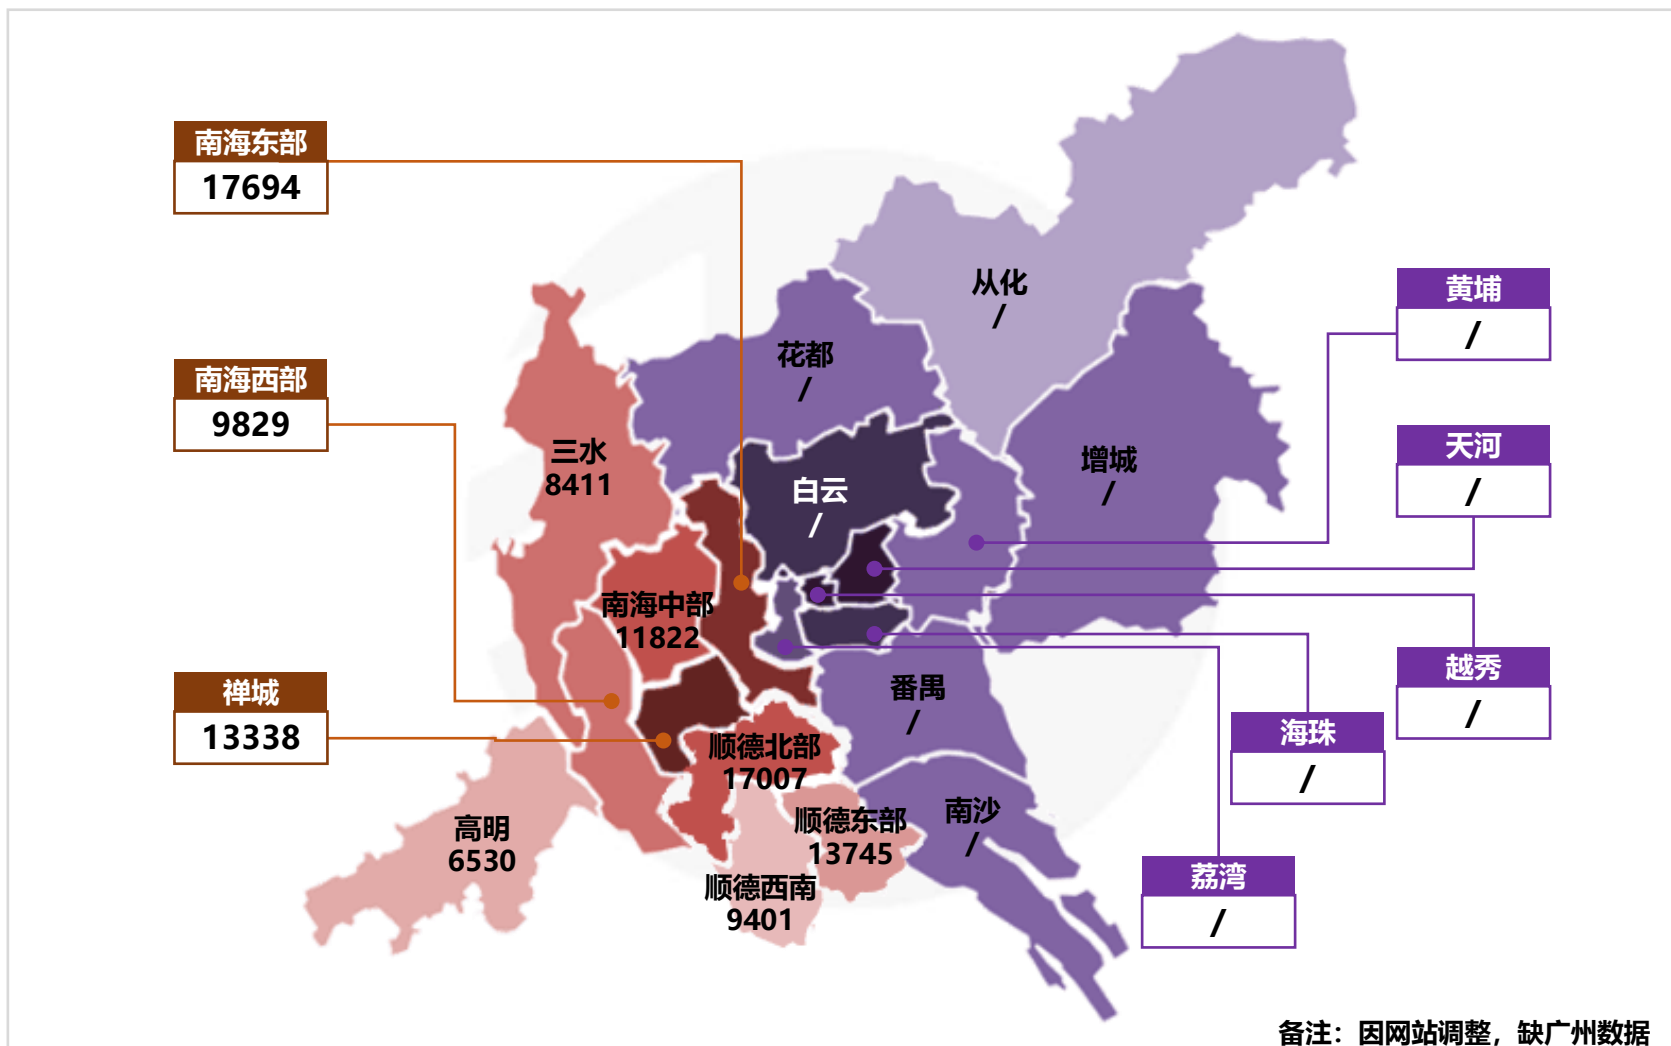 南海东部
17694
从化
/
黄埔
/
花都
/
南海西部
9829
三水
8411
白云
/
增城
/
天河
/
南海中部
11822
禅城
13338
番禺
/
越秀
/
顺德北部
17007
海珠
/
高明
6530
顺德东部
13745
南沙
/
顺德西南
9401
荔湾
/
备注：因网站调整，缺广州数据